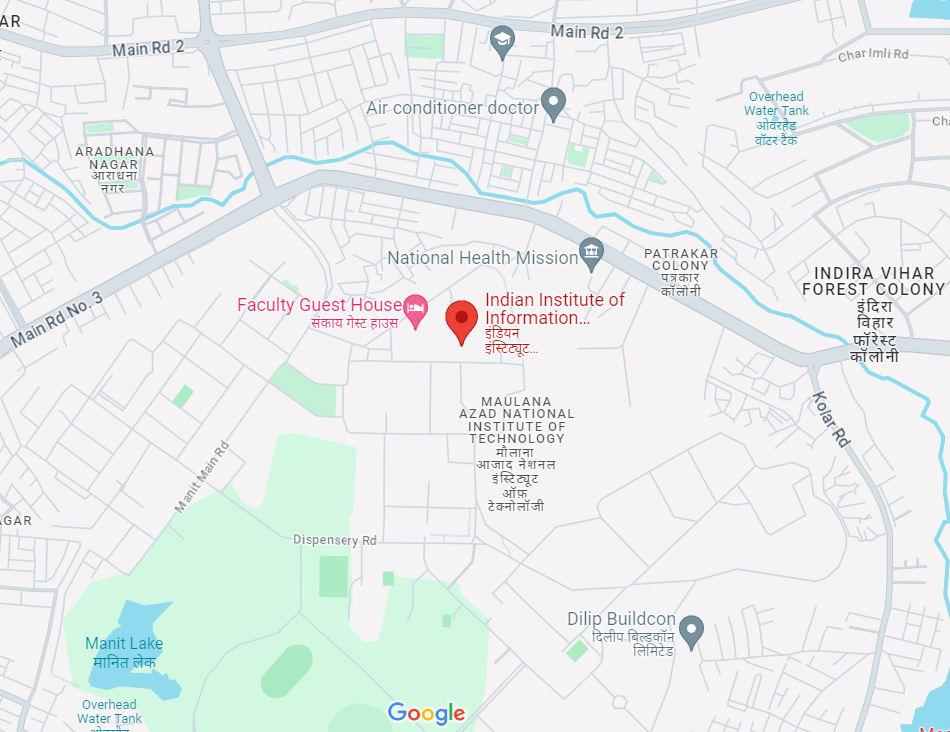 AR
Main Rd 2
Main Rd 2
Char Imli Rd
Air conditioner doctor
Overhead
Water Tank
ओवरहैड
वॉटर टैंक
ARADHANA
NAGAR
आराधना
नगर
National Health Mission
PATRAKAR
COLONY
पत्रकार
कॉलोनी
INDIRA VIHAR
FOREST COLONY
इंदिरा
विहार
फॉरेस्ट
कॉलोनी
Main Rd No. 3
Faculty Guest House
संकाय गेस्ट हाउस
Indian Institute of
Information...
इंडियन
इंस्टिट्यूट...
MAULANA
AZAD NATIONAL
INSTITUTE OF
TECHNOLOGY
मौलाना
आजाद नेशनल
इंस्टिट्यूट
ऑफ़
टेक्नोलॉजी
Kolar Rd
Manit Main Rd
AGAR
Dispensery Rd
Dilip Buildcon
दिलीप बिल्डकॉन
लिमिटेड
Manit Lake
मानित लेक
Overhead
Water Tank
Google